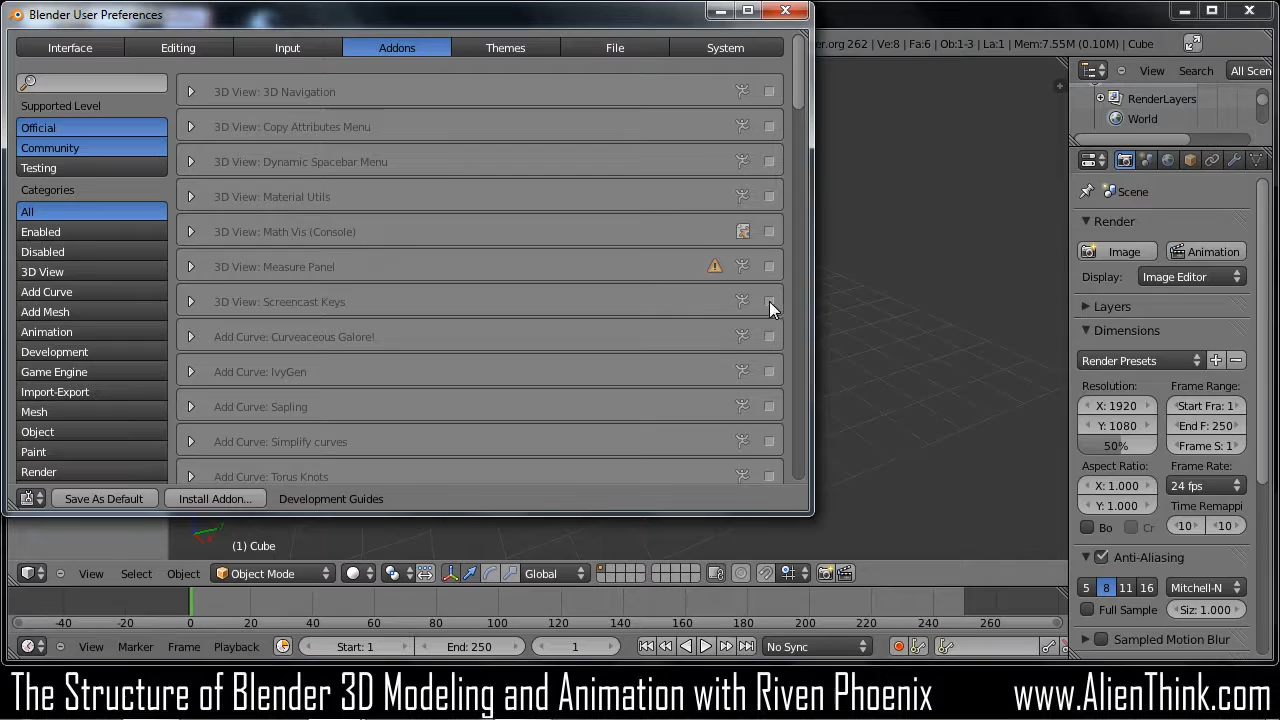 Blender User Preferences
Interface Editing Input Addons Themes File System
er.org 262 | Ve:8 | Fa:6 | Ob:1-3 | La:1 | Mem:7.55M (0.10M) | Cube
View Search All Scen
RenderLayers
World
Supported Level
Official
Community
Testing
Categories
All
Enabled
Disabled
3D View
Add Curve
Add Mesh
Animation
Development
Game Engine
Import-Export
Mesh
Object
Paint
Render
3D View: 3D Navigation
3D View: Copy Attributes Menu
3D View: Dynamic Spacebar Menu
3D View: Material Utils
3D View: Math Vis (Console)
3D View: Measure Panel
3D View: Screencast Keys
Add Curve: Curveaceous Galore!
Add Curve: IvyGen
Add Curve: Sapling
Add Curve: Simplify curves
Add Curve: Torus Knots
Save As Default Install Addon... Development Guides
Scene
Render
Image Animation
Display: Image Editor
Layers
Dimensions
Render Presets
Resolution: Frame Range:
X: 1920 Start Fra: 1
Y: 1080 End F: 250
50% Frame S: 1
Aspect Ratio: Frame Rate:
X: 1.000 24 fps
Y: 1.000 Time Remappi
Bo Cr 10 10
Anti-Aliasing
5 8 11 16 Mitchell-N
Full Sample Siz: 1.000
Sampled Motion Blur
(1) Cube
View Select Object Object Mode Global
-40 -20 0 20 40 60 80 100 120 140 160 180 200 220 240 260
View Marker Frame Playback Start: 1 End: 250 1 No Sync
The Structure of Blender 3D Modeling and Animation with Riven Phoenix www.AlienThink.com